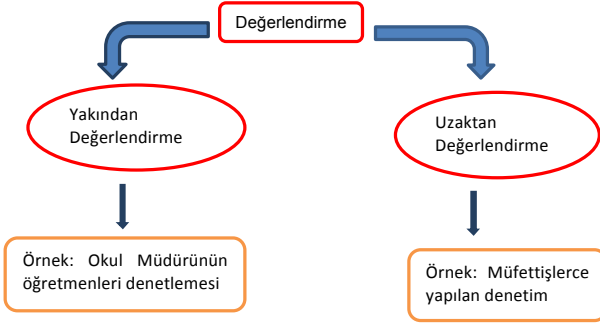 Değerlendirme
Yakından
Değerlendirme
Uzaktan
Değerlendirme
Örnek: Okul Müdürünün
öğretmenleri denetlemesi
Örnek: Müfettişlerce
yapılan denetim